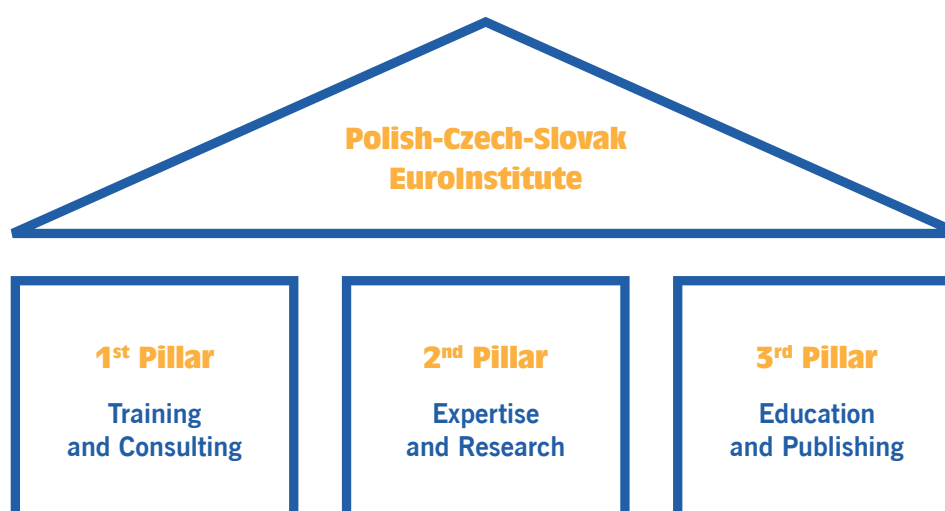 Polish-Czech-Slovak
EuroInstitute
1st Pillar
Training
and Consulting
2nd Pillar
Expertise
and Research
3rd Pillar
Education
and Publishing